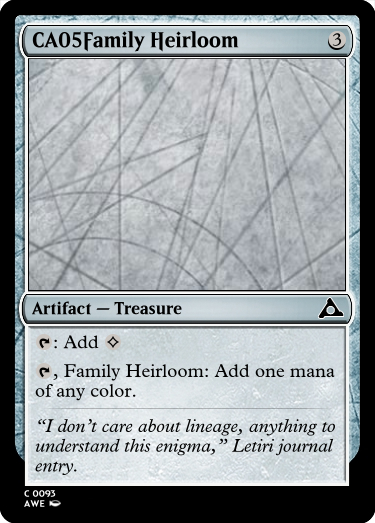 CA05Family Heirloom 3
Artifact — Treasure
: Add
, Family Heirloom: Add one mana
of any color.
“I don't care about lineage, anything to
understand this enigma,” Letiri journal
entry.
C 0093
AWE